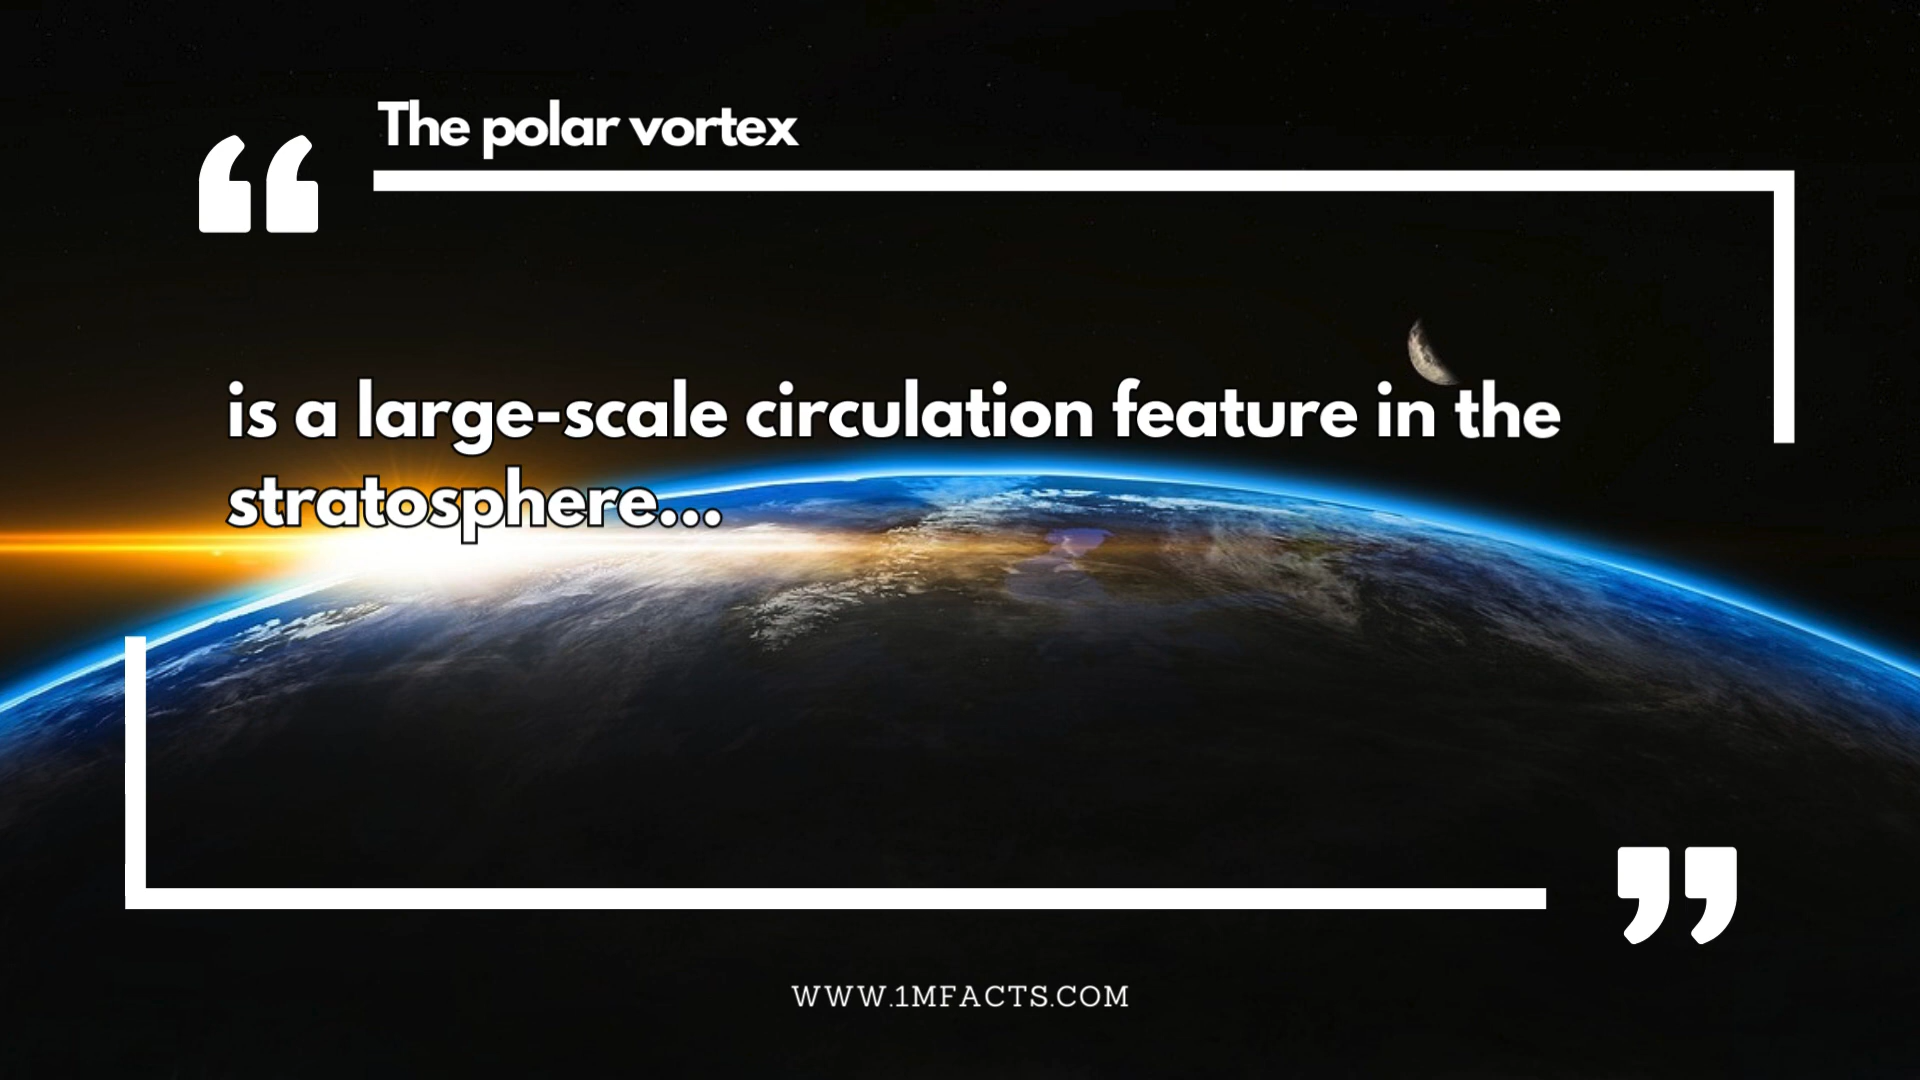 The polar vortex
is a large-scale circulation feature in the
stratosphere...
WWW.1MFACTS.COM